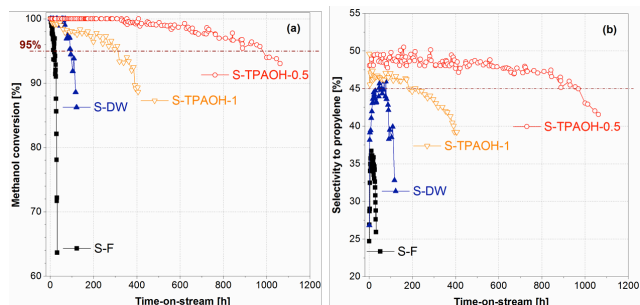 (a)
Methanol conversion [%]
100
95%
90
80
70
60
S-TPAOH-0.5
S-TPAOH-1
S-DW
S-F
0 200 400 600 800 1000 1200
Time-on-stream [h]
(b)
Selectivity to propylene [%]
55
50
45
40
35
30
25
20
S-TPAOH-0.5
S-TPAOH-1
S-DW
S-F
0 200 400 600 800 1000 1200
Time-on-stream [h]